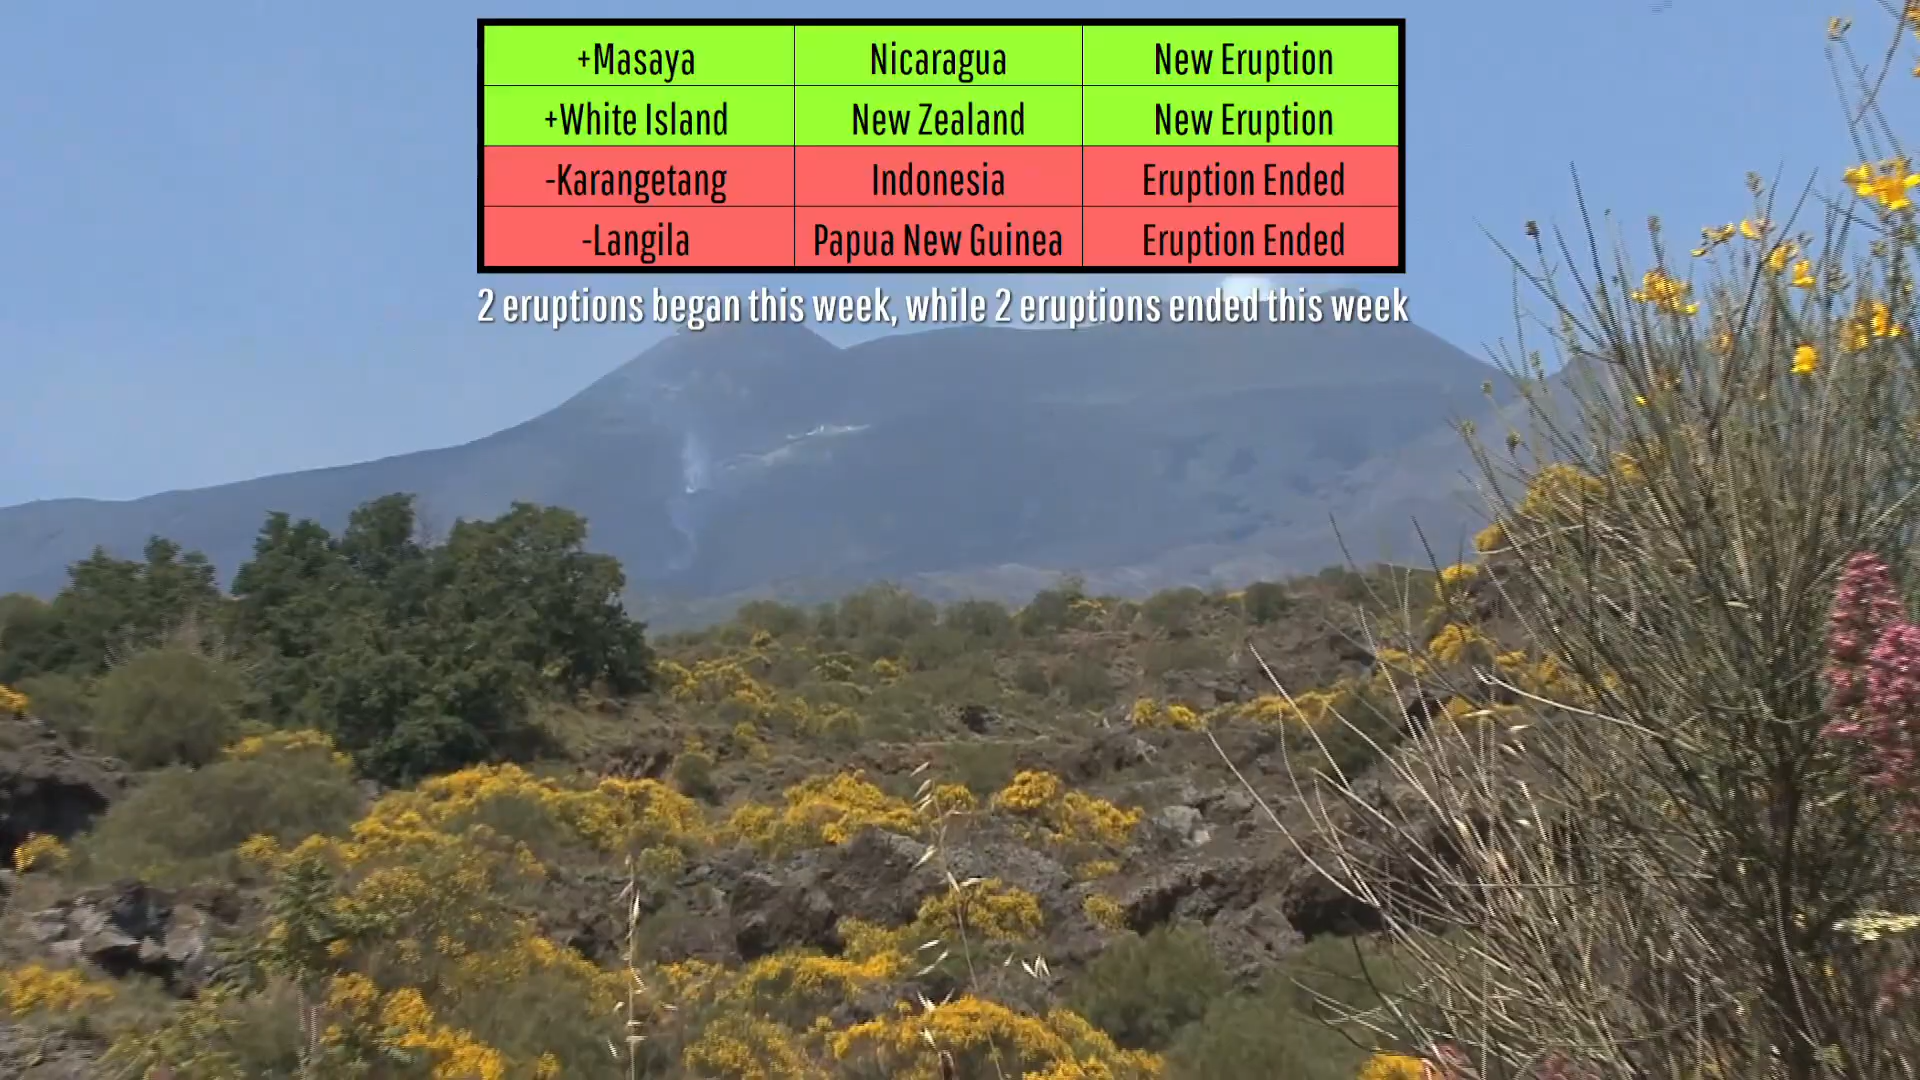 +Masaya Nicaragua New Eruption
+White Island New Zealand New Eruption
-Karangetang Indonesia Eruption Ended
-Langila Papua New Guinea Eruption Ended
2 eruptions began this week, while 2 eruptions ended this week